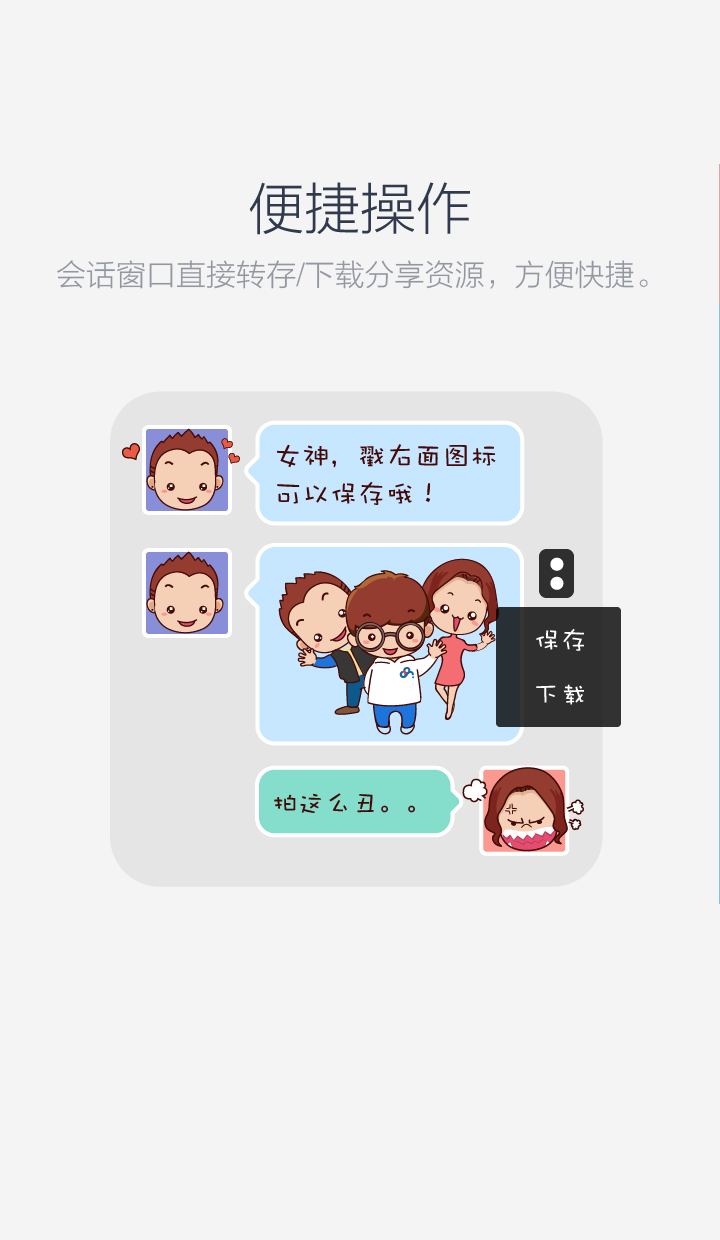 便捷操作
会话窗口直接转存/下载分享资源，方便快捷。
女神，戳右面图标
可以保存哦！
保存
下载
拍这么丑。。